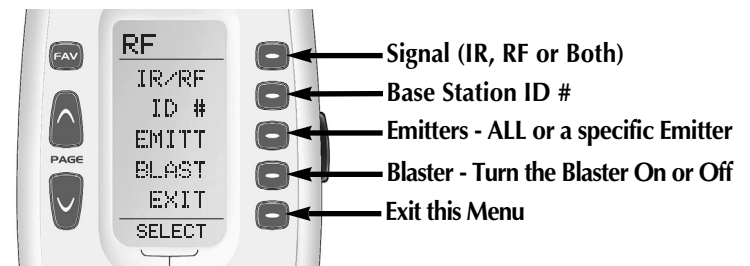 FAV
PAGE
RF
IR/RF
ID #
EMITT
BLAST
EXIT
SELECT
Signal (IR, RF or Both)
Base Station ID #
Emitters - ALL or a specific Emitter
Blaster - Turn the Blaster On or Off
Exit this Menu